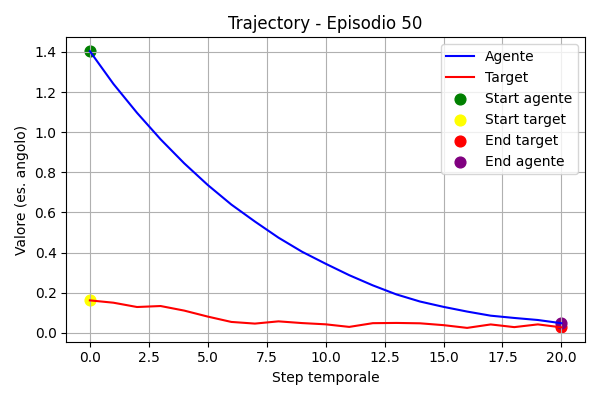 Trajectory - Episodio 50
Valore (es. angolo)
1.4
1.2
1.0
0.8
0.6
0.4
0.2
0.0
Agente
Target
Start agente
Start target
End target
End agente
0.0 2.5 5.0 7.5 10.0 12.5 15.0 17.5 20.0
Step temporale